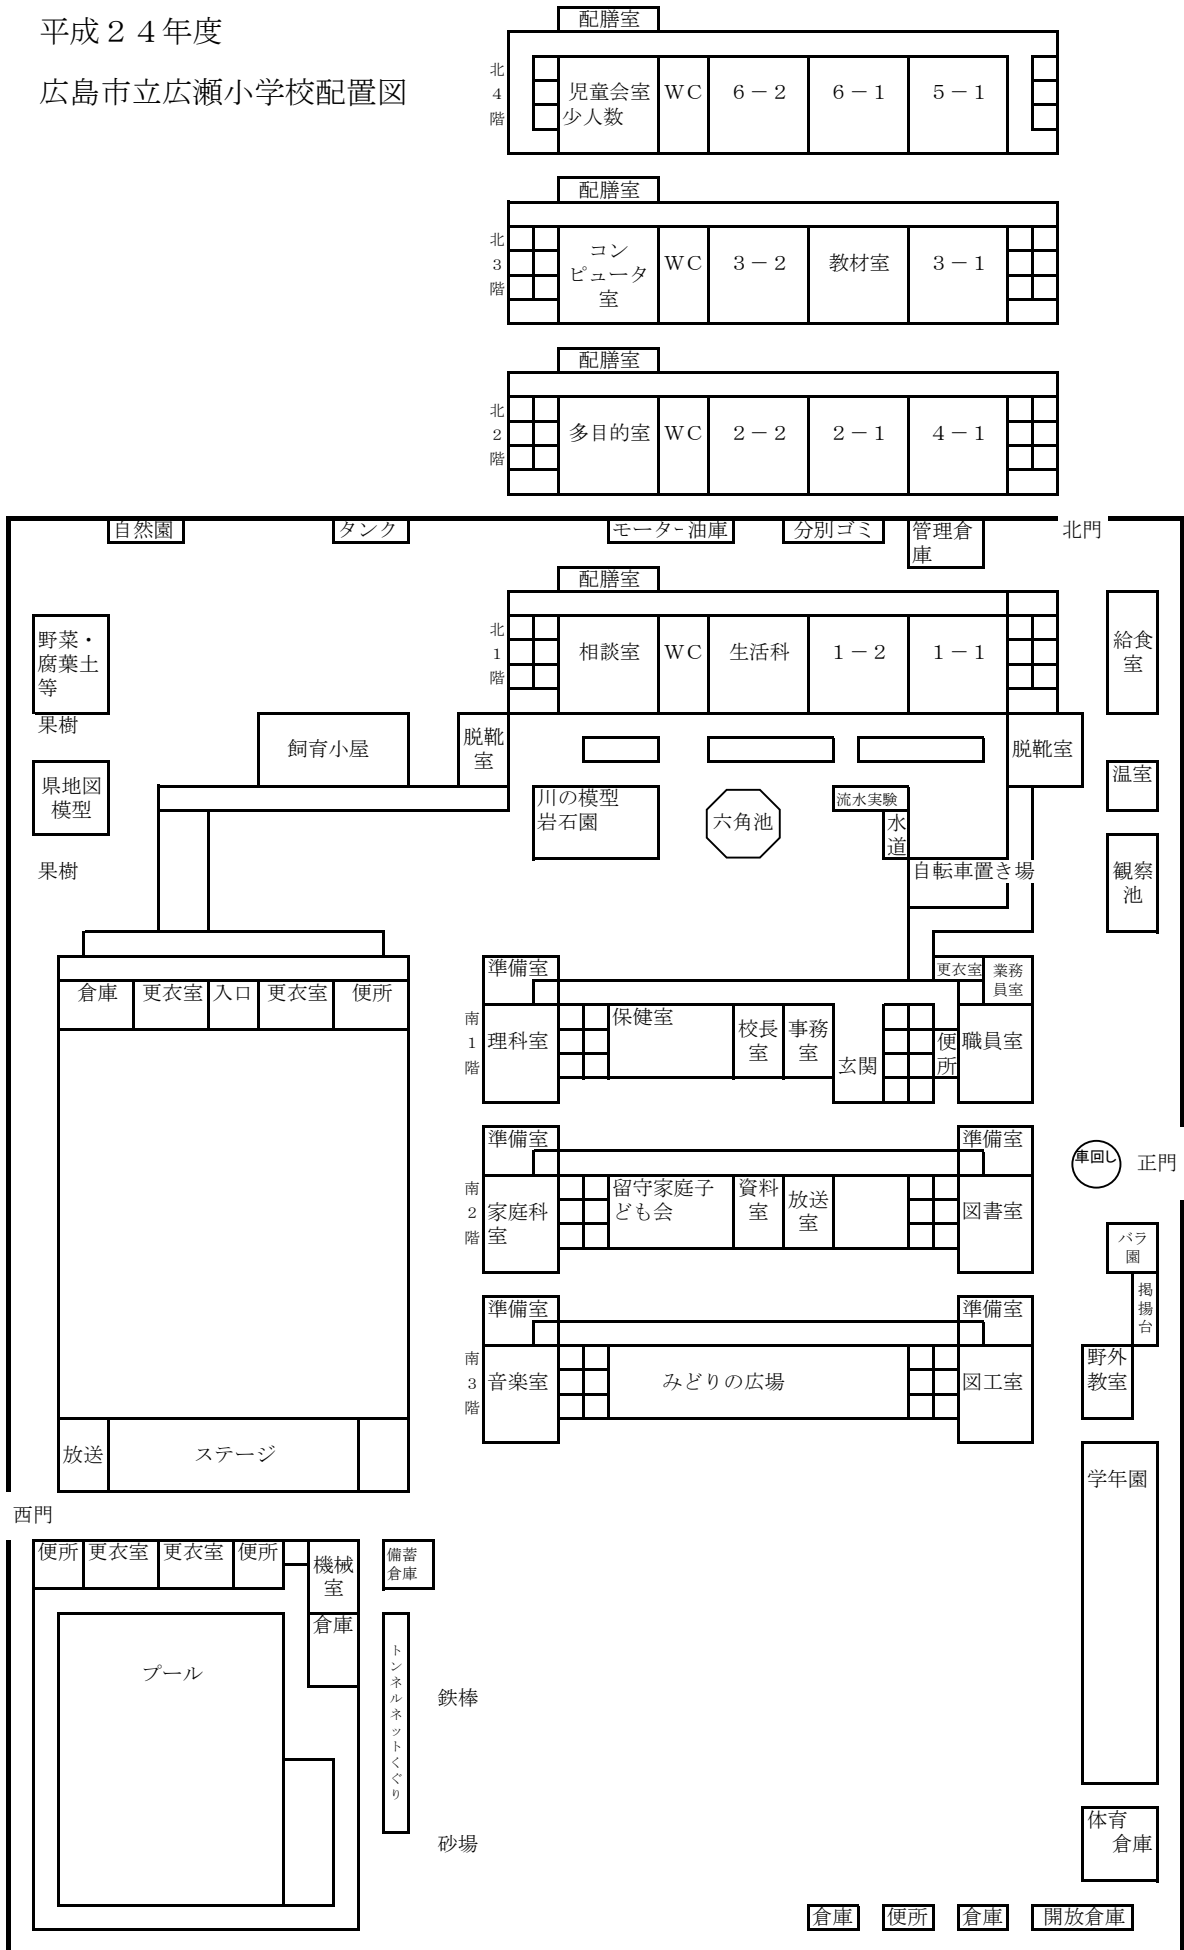 平成２４年度
広島市立広瀬小学校配置図
配膳室
北
4
階
児童会室
少人数
ＷＣ
６－２
６－１
５－１
配膳室
北
3
階
コン
ピュータ
室
ＷＣ
３－２
教材室
３－１
配膳室
北
2
階
多目的室
ＷＣ
２－２
２－１
４－１
自然園
タンク
モーター油庫
分別ゴミ
管理倉
庫
北門
配膳室
北
1
階
相談室
ＷＣ
生活科
１－２
１－１
給食
室
野菜・
腐葉土
等
果樹
飼育小屋
脱靴
室
脱靴室
県地図
模型
温室
川の模型
岩石園
六角池
流水実験
水
道
果樹
自転車置き場
観察
池
倉庫
更衣室
入口
更衣室
便所
準備室
更衣室
業務
員室
南
1
階
理科室
保健室
校長
室
事務
室
玄関
便
所
職員室
準備室
準備室
車回し
正門
南
2
階
家庭科
室
留守家庭子
ども会
資料
室
放送
室
図書室
バラ
園
掲
揚
台
準備室
準備室
南
3
階
音楽室
みどりの広場
図工室
野外
教室
放送
ステージ
学年園
西門
便所
更衣室
更衣室
便所
機械
室
備蓄
倉庫
倉庫
プール
トンネルネットくぐり
鉄棒
砂場
体育
倉庫
倉庫
便所
倉庫
開放倉庫